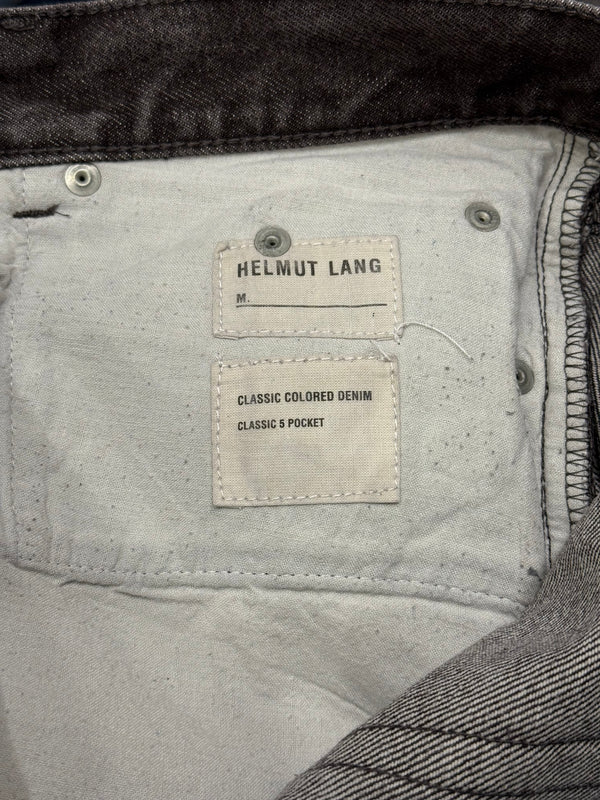 HELMUT LANG
M.
CLASSIC COLORED DENIM
CLASSIC 5 POCKET